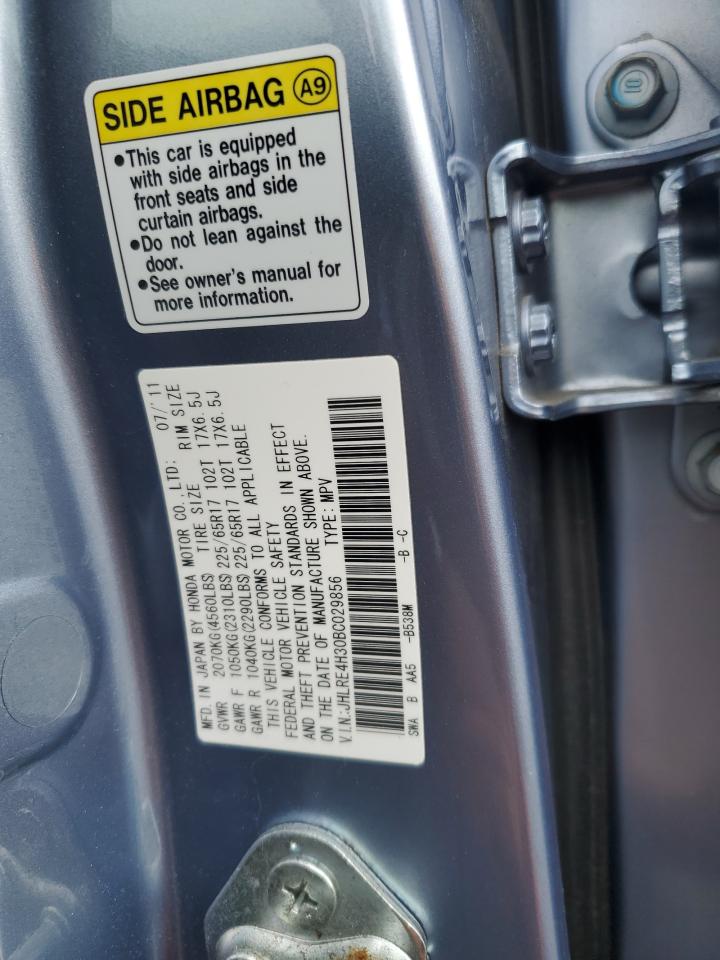 SIDE AIRBAG A9
•This car is equipped
with side airbags in the
front seats and side
curtain airbags.
•Do not lean against the
door.
•See owner's manual for
more information.
MFD. IN JAPAN BY HONDA MOTOR CO.,LTD: 07/'11
GVWR 2070KG(4560LBS) TIRE SIZE RIM SIZE
GAWR F 1050KG(2310LBS) 225/65R17 102T 17X6.5J
GAWR R 1040KG(2290LBS) 225/65R17 102T 17X6.5J
THIS VEHICLE CONFORMS TO ALL APPLICABLE
FEDERAL MOTOR VEHICLE SAFETY
AND THEFT PREVENTION STANDARDS IN EFFECT
ON THE DATE OF MANUFACTURE SHOWN ABOVE.
V.I.N:JHLRE4H30BC029856 TYPE: MPV
SWA B AA5 -B538M -B -C